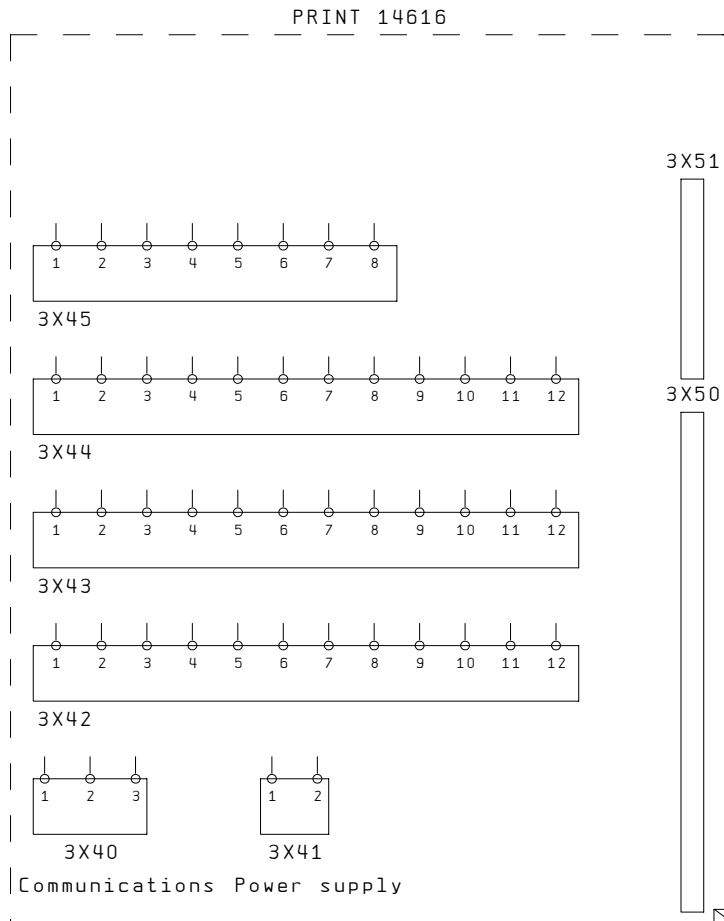 PRINT 14616
3X51
1 2 3 4 5 6 7 8
3X45
1 2 3 4 5 6 7 8 9 10 11 12
3X50
3X44
1 2 3 4 5 6 7 8 9 10 11 12
3X43
1 2 3 4 5 6 7 8 9 10 11 12
3X42
1 2 3 1 2
3X40 3X41
Communications Power supply